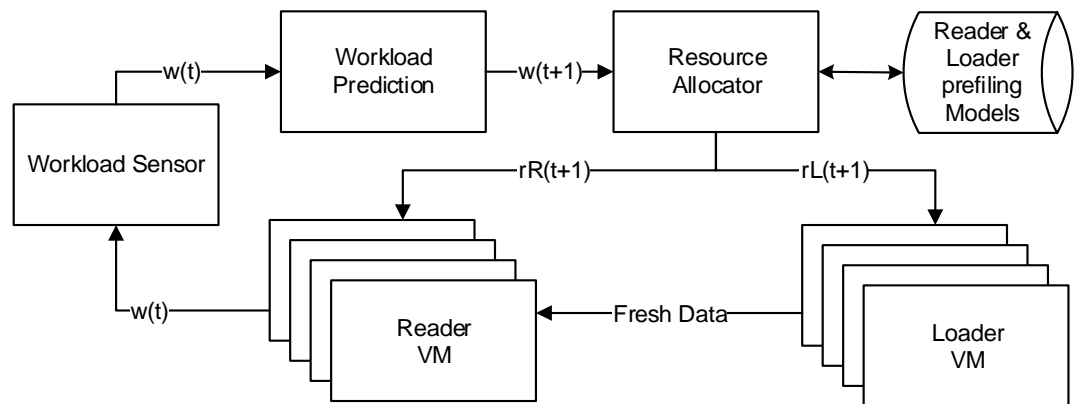 w(t)
Workload
Prediction
w(t+1)
Resource
Allocator
Reader &
Loader
prefiling
Models
Workload Sensor
rR(t+1)
rL(t+1)
w(t)
Reader
VM
Fresh Data
Loader
VM